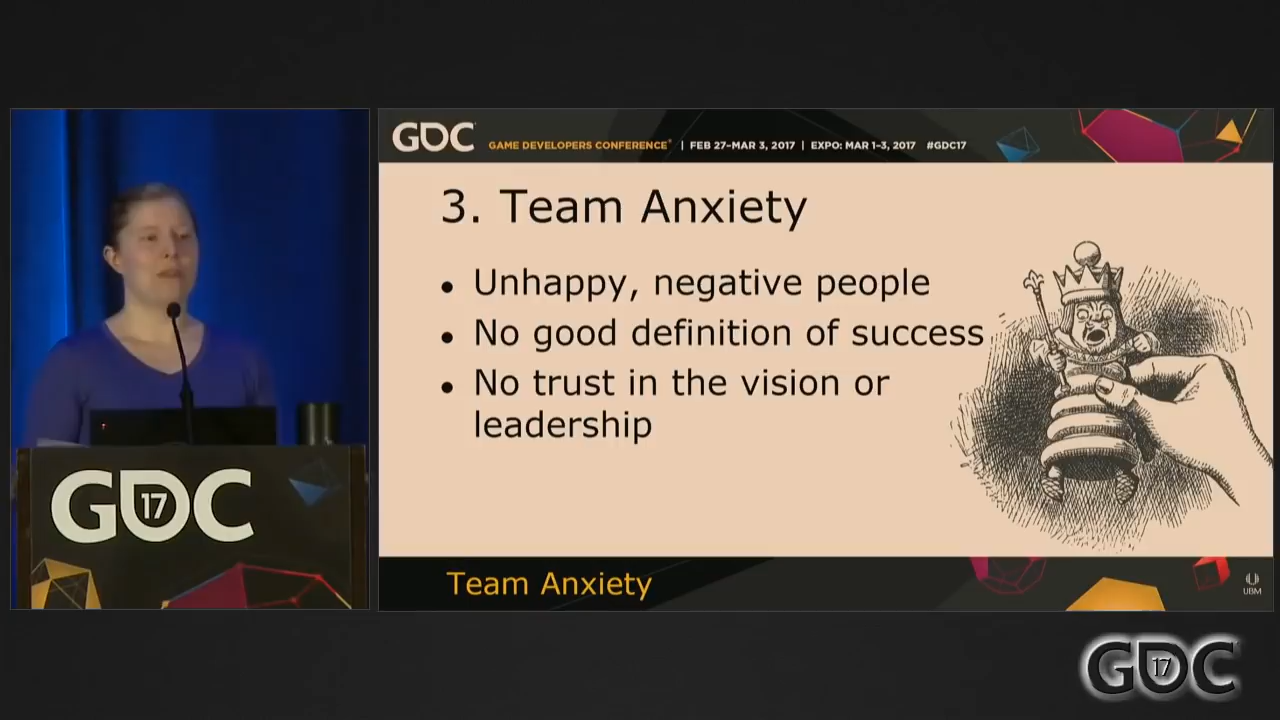 GDC
GAME DEVELOPERS CONFERENCE® | FEB 27–MAR 3, 2017 | EXPO: MAR 1–3, 2017 #GDC17
3. Team Anxiety
• Unhappy, negative people
• No good definition of success
• No trust in the vision or
leadership
Team Anxiety
UBM
GDC 17
GDC 17